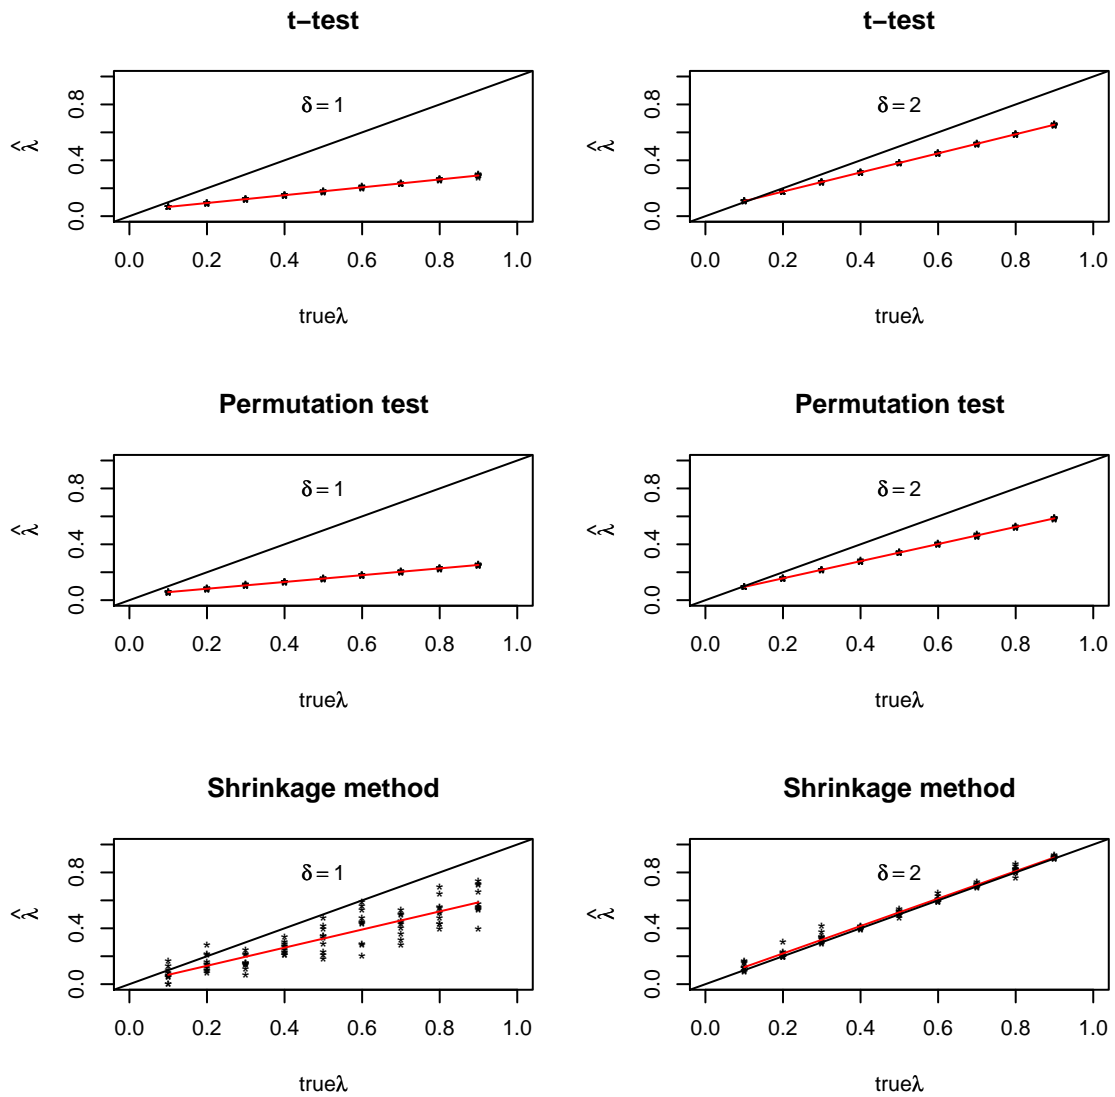 t−test
δ = 1
0.0 0.4 0.8
λ̂
0.0 0.2 0.4 0.6 0.8 1.0
trueλ
t−test
δ = 2
0.0 0.4 0.8
λ̂
0.0 0.2 0.4 0.6 0.8 1.0
trueλ
Permutation test
δ = 1
0.0 0.4 0.8
λ̂
0.0 0.2 0.4 0.6 0.8 1.0
trueλ
Permutation test
δ = 2
0.0 0.4 0.8
λ̂
0.0 0.2 0.4 0.6 0.8 1.0
trueλ
Shrinkage method
δ = 1
0.0 0.4 0.8
λ̂
0.0 0.2 0.4 0.6 0.8 1.0
trueλ
Shrinkage method
δ = 2
0.0 0.4 0.8
λ̂
0.0 0.2 0.4 0.6 0.8 1.0
trueλ